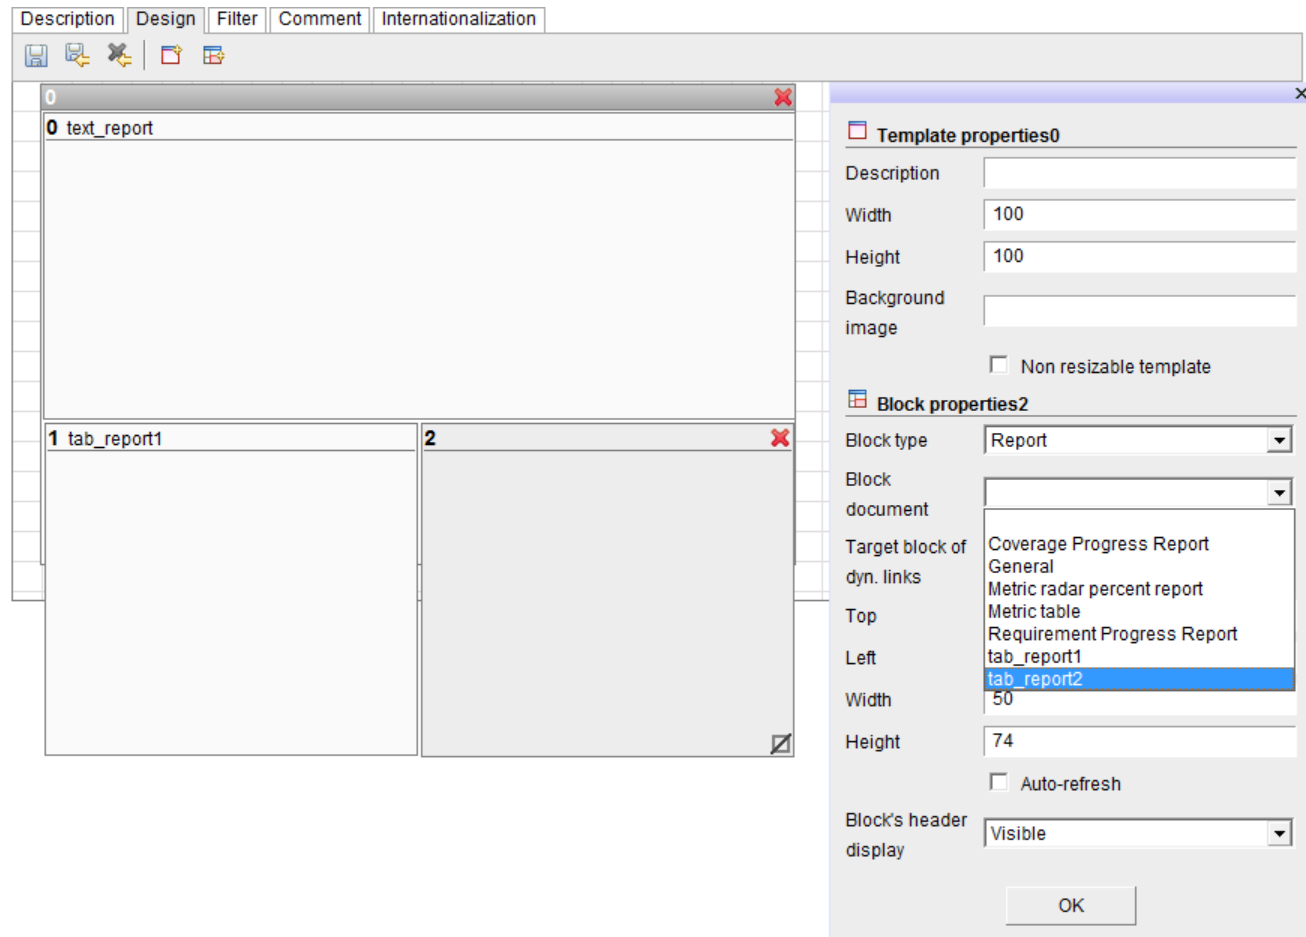 Description Design Filter Comment Internationalization
0
0 text_report
1 tab_report1
2
Template properties0
Description
Width 100
Height 100
Background
image
Non resizable template
Block properties2
Block type Report
Block
document
Coverage Progress Report
General
Metric radar percent report
Metric table
Requirement Progress Report
tab_report1
tab_report2
Target block of
dyn. links
Top
Left
Width 50
Height 74
Auto-refresh
Block's header
display
Visible
OK